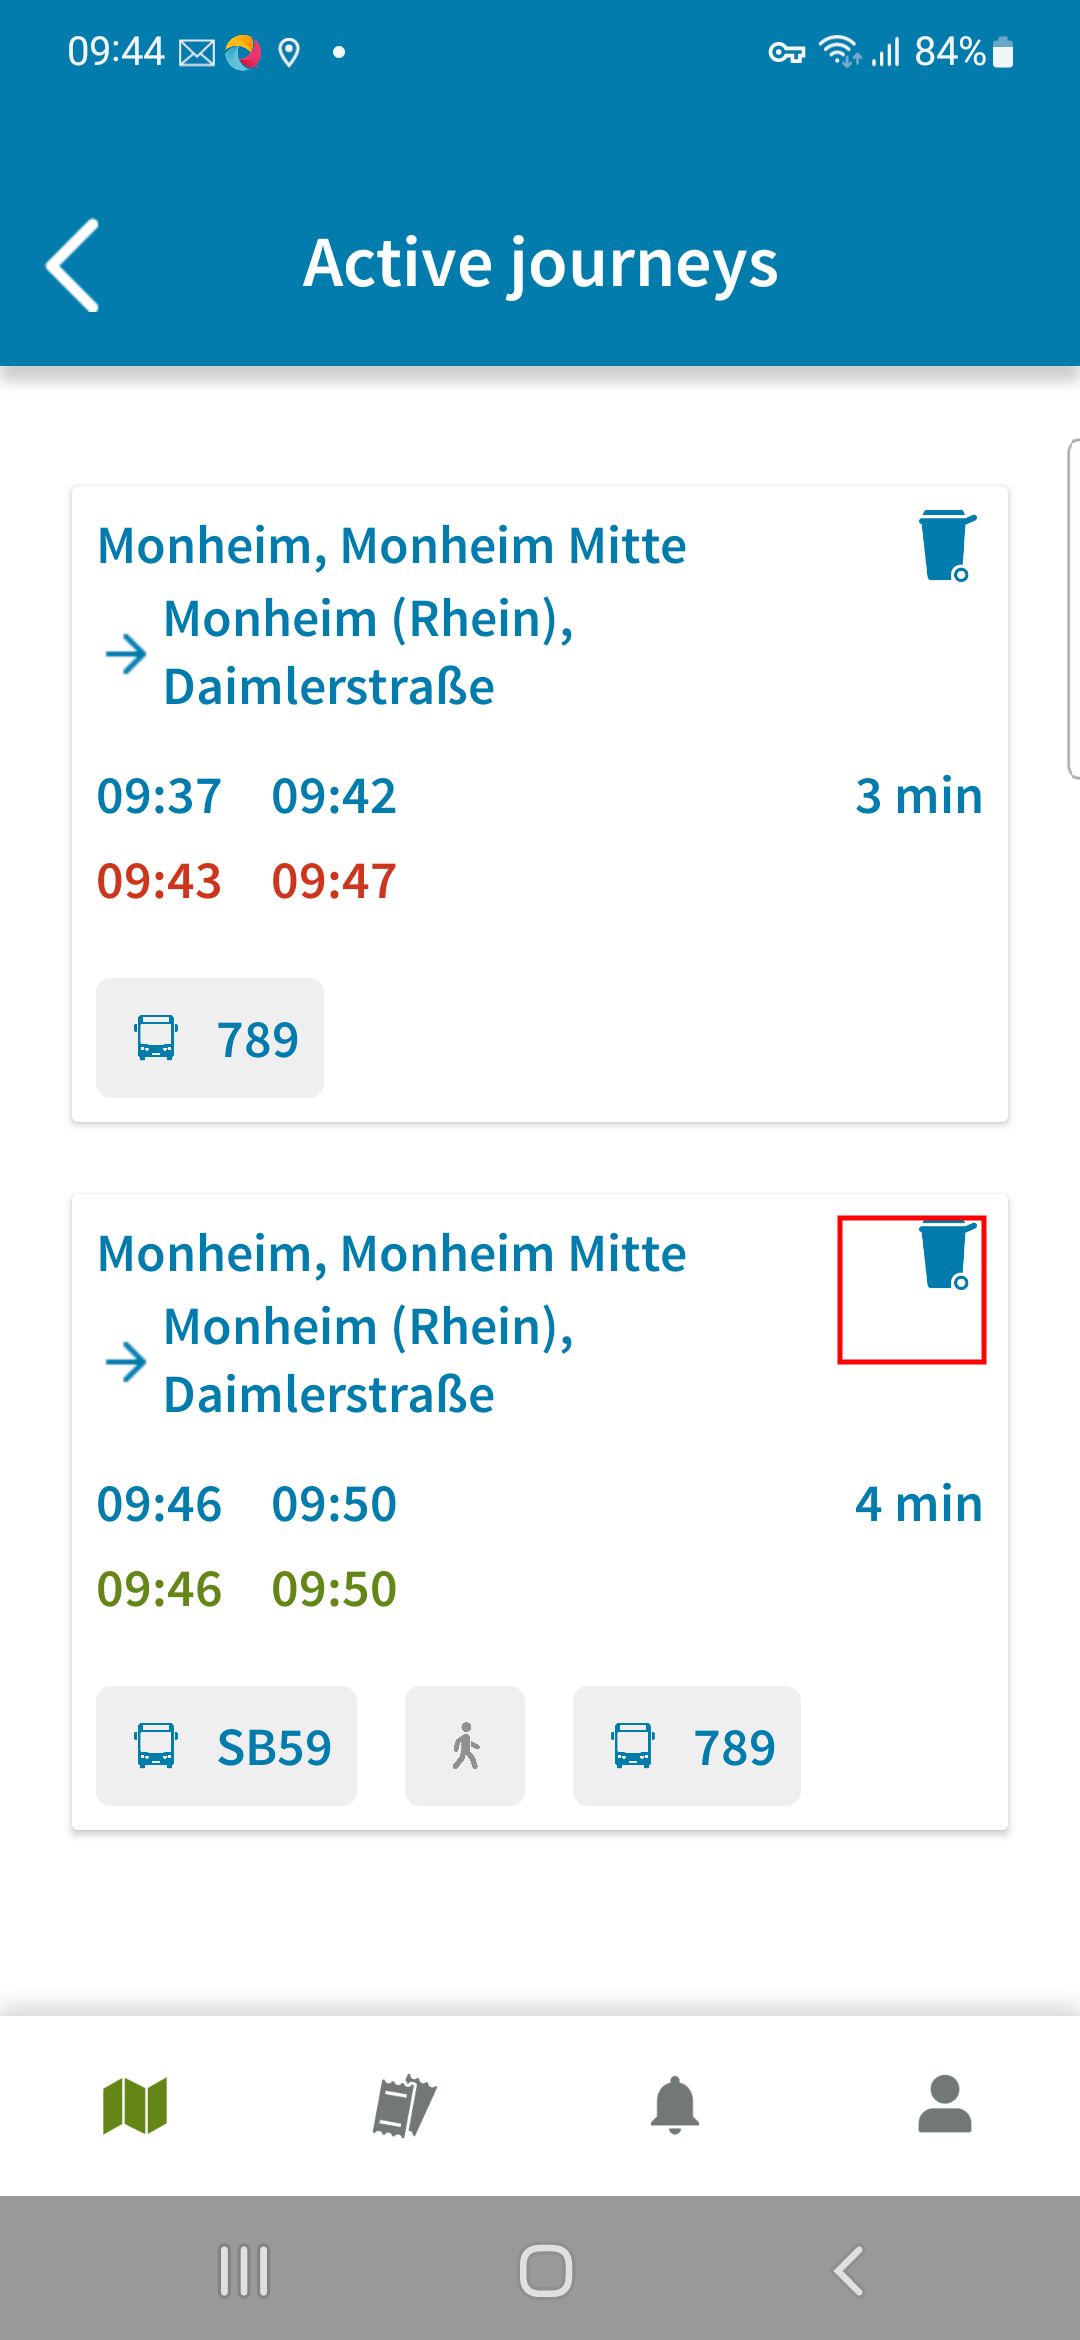 09:44
84%
Active journeys
Monheim, Monheim Mitte
Monheim (Rhein),
Daimlerstraße
09:37 09:42 3 min
09:43 09:47
789
Monheim, Monheim Mitte
Monheim (Rhein),
Daimlerstraße
09:46 09:50 4 min
09:46 09:50
SB59 789